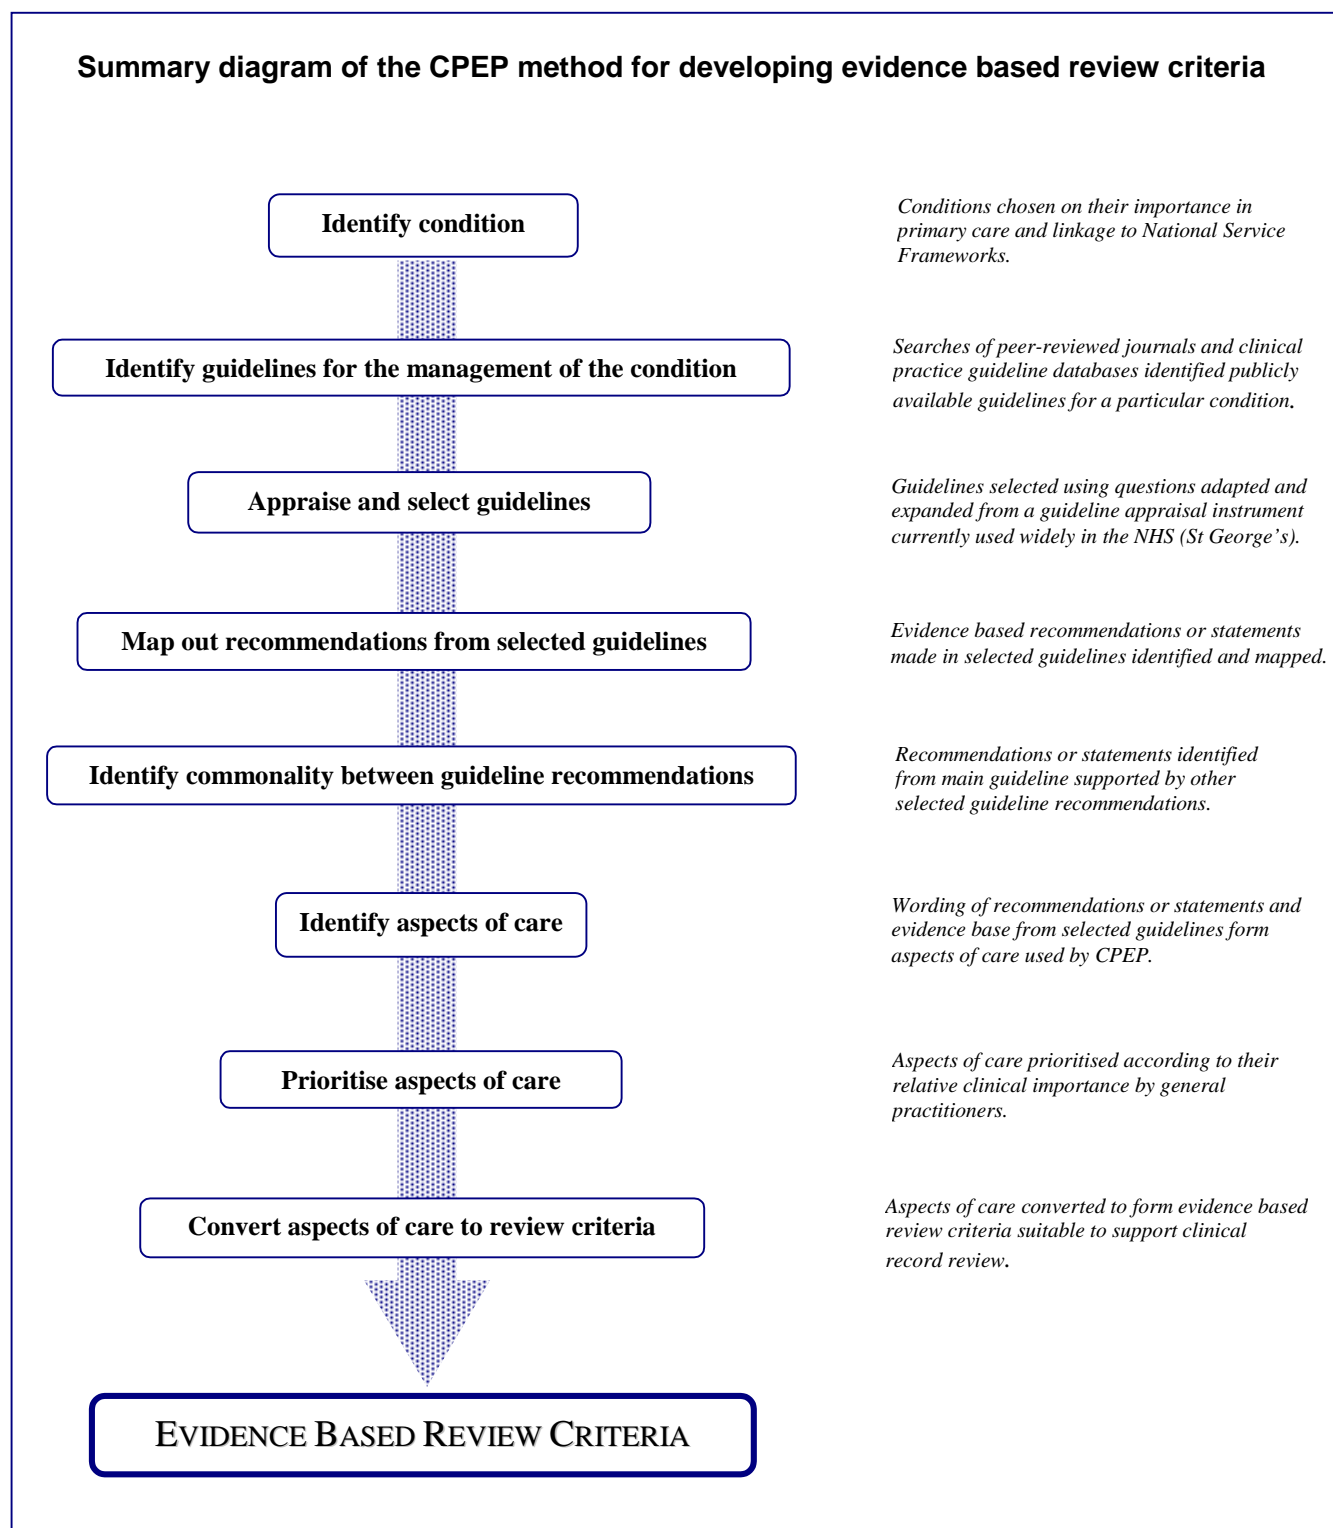 Summary diagram of the CPEP method for developing evidence based review criteria
Identify condition
Conditions chosen on their importance in
primary care and linkage to National Service
Frameworks.
Identify guidelines for the management of the condition
Searches of peer-reviewed journals and clinical
practice guideline databases identified publicly
available guidelines for a particular condition.
Appraise and select guidelines
Guidelines selected using questions adapted and
expanded from a guideline appraisal instrument
currently used widely in the NHS (St George's).
Map out recommendations from selected guidelines
Evidence based recommendations or statements
made in selected guidelines identified and mapped.
Identify commonality between guideline recommendations
Recommendations or statements identified
from main guideline supported by other
selected guideline recommendations.
Identify aspects of care
Wording of recommendations or statements and
evidence base from selected guidelines form
aspects of care used by CPEP.
Prioritise aspects of care
Aspects of care prioritised according to their
relative clinical importance by general
practitioners.
Convert aspects of care to review criteria
Aspects of care converted to form evidence based
review criteria suitable to support clinical
record review.
EVIDENCE BASED REVIEW CRITERIA